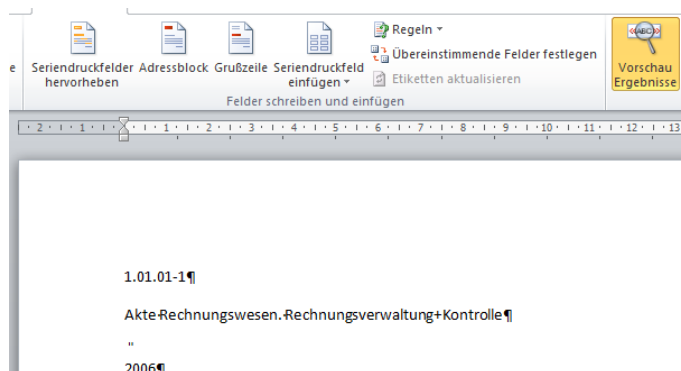 e Seriendruckfelder hervorheben
Adressblock
Grußzeile
Seriendruckfeld einfügen
Regeln
Übereinstimmende Felder festlegen
Etiketten aktualisieren
«ABC»
Vorschau Ergebnisse
Felder schreiben und einfügen
2 1 1 2 3 4 5 6 7 8 9 10 11 12 13
1.01.01-1¶
Akte·Rechnungswesen.·Rechnungsverwaltung+Kontrolle¶
"
2006¶